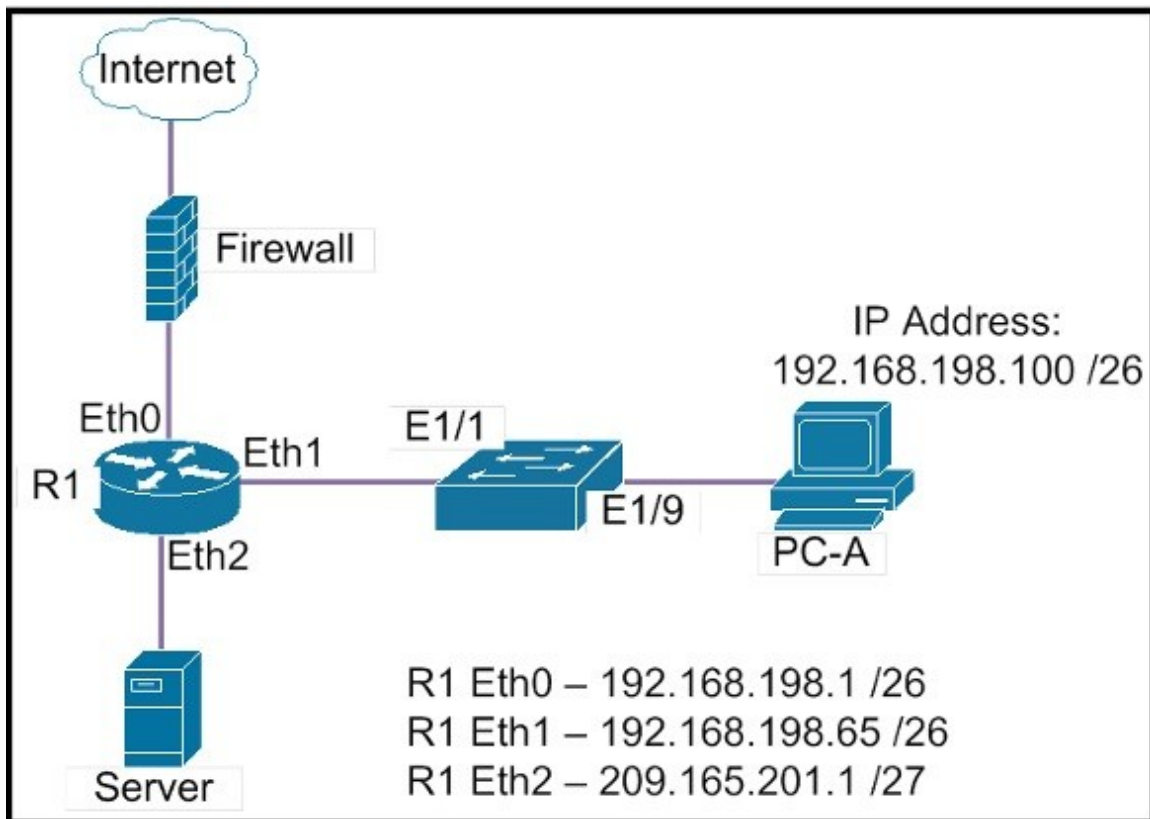 Internet
Firewall
IP Address:
192.168.198.100 /26
Eth0
E1/1
Eth1
R1
E1/9
Eth2
PC-A
R1 Eth0 – 192.168.198.1 /26
R1 Eth1 – 192.168.198.65 /26
R1 Eth2 – 209.165.201.1 /27
Server